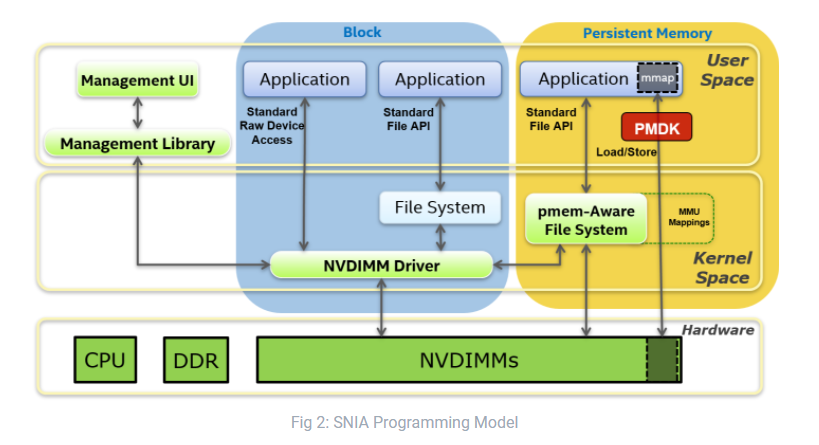 Block
Persistent Memory
User
Space
Management UI
Application
Application
Application
mmap
Standard
Raw Device
Access
Standard
File API
Standard
File API
PMDK
Load/Store
Management Library
File System
pmem-Aware
File System
MMU
Mappings
NVDIMM Driver
Kernel
Space
Hardware
CPU
DDR
NVDIMMs
Fig 2: SNIA Programming Model